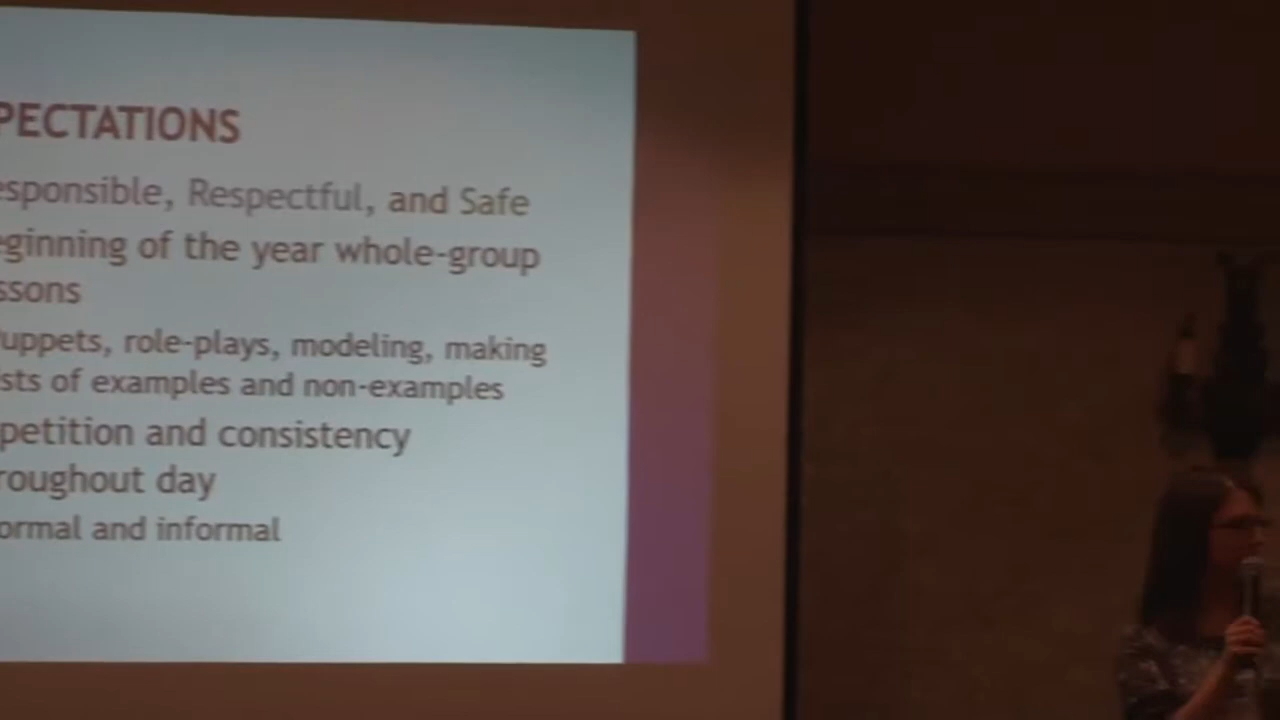 PECTATIONS
esponsible, Respectful, and Safe
eginning of the year whole-group
ssons
uppets, role-plays, modeling, making
sts of examples and non-examples
petition and consistency
roughout day
ormal and informal